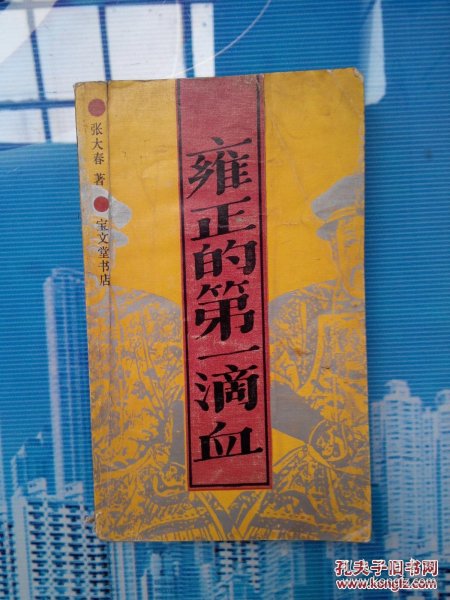 雍正的第一滴血
张大春 著
宝文堂书店
孔夫子旧书网
www.kongfz.com